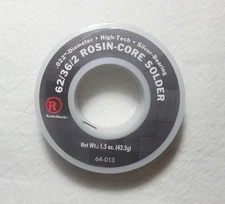 .022"-Diameter • High-Tech • Silver-Bearing
62/36/2 ROSIN-CORE SOLDER
R
RadioShack®
Net Wt.: 1.5 oz. (42.5g)
64-013